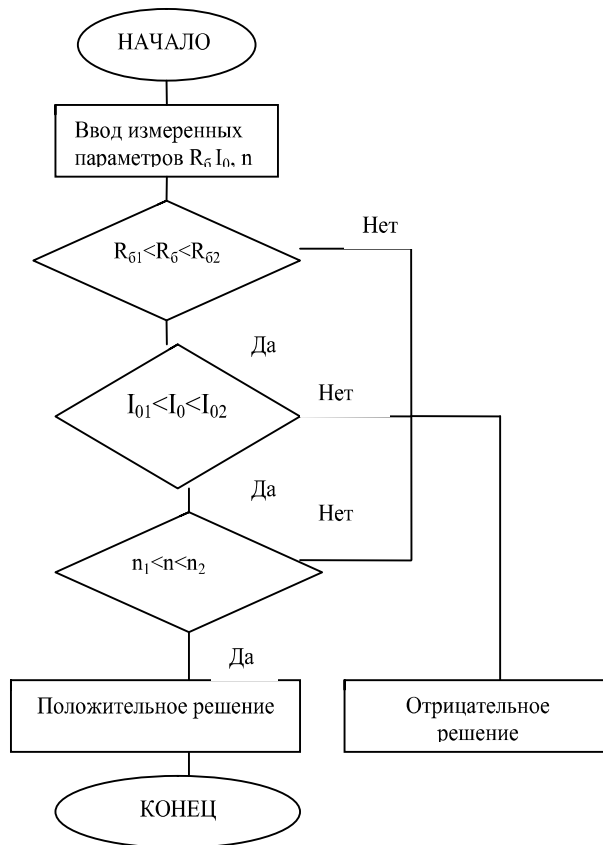 НАЧАЛО
Ввод измеренных
параметров Rб I0, n
Rб1<Rб<Rб2
Нет
Да
I01<I0<I02
Нет
Да
Нет
n1<n<n2
Да
Положительное решение
Отрицательное
решение
КОНЕЦ